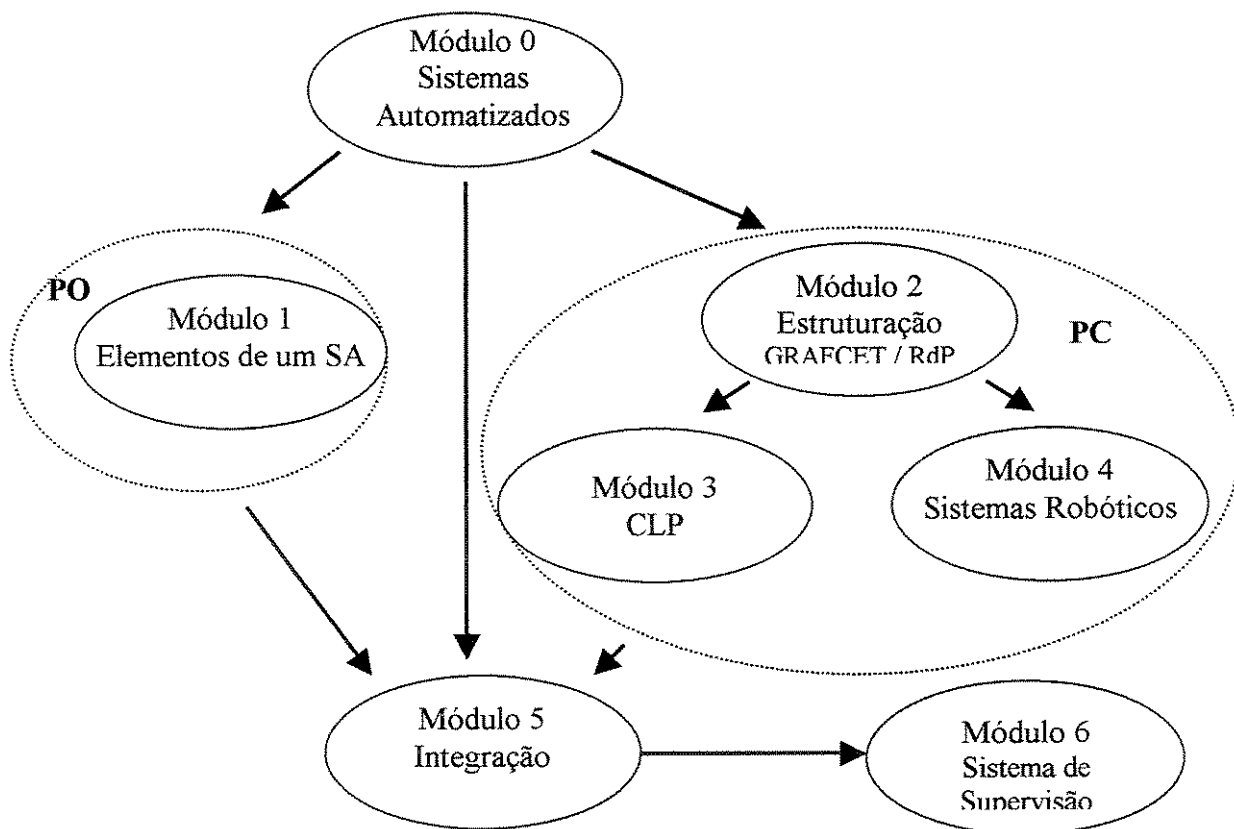 Módulo 0
Sistemas
Automatizados
PO
Módulo 1
Elementos de um SA
Módulo 2
Estruturação
GRAFCET / RdP
PC
Módulo 3
CLP
Módulo 4
Sistemas Robóticos
Módulo 5
Integração
Módulo 6
Sistema de
Supervisão